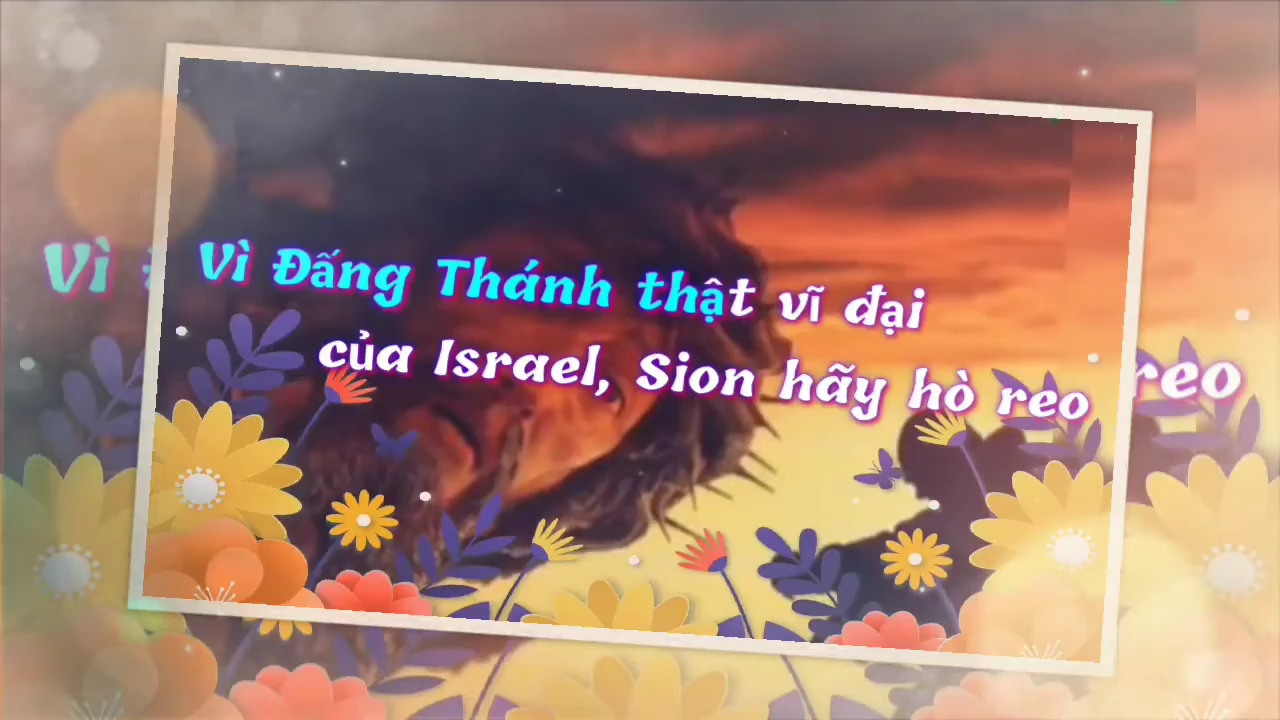 Vì Đấng Thánh thật vĩ đại
của Israel, Sion hãy hò reo